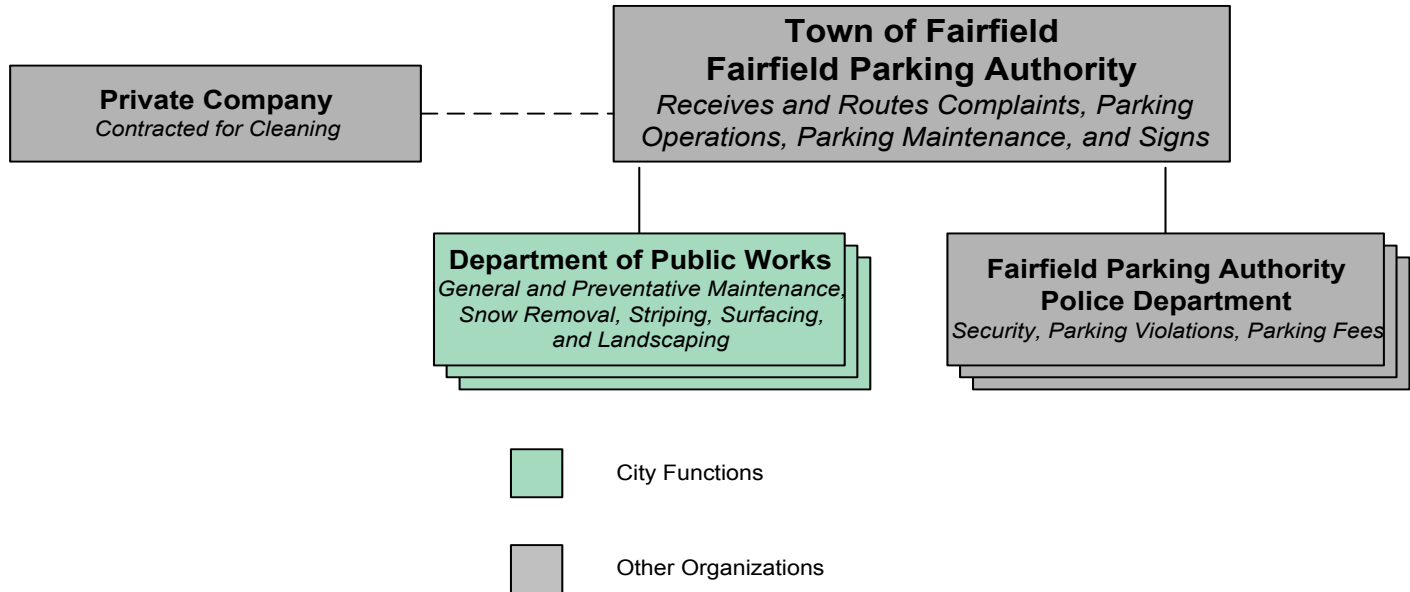 Town of Fairfield
Fairfield Parking Authority
Receives and Routes Complaints, Parking
Operations, Parking Maintenance, and Signs
Private Company
Contracted for Cleaning
Department of Public Works
General and Preventative Maintenance,
Snow Removal, Striping, Surfacing,
and Landscaping
Fairfield Parking Authority
Police Department
Security, Parking Violations, Parking Fees
City Functions
Other Organizations